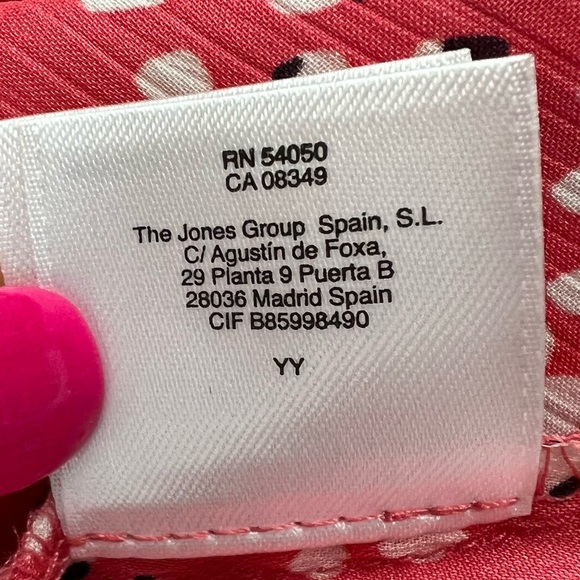 RN 54050
CA 08349
The Jones Group Spain, S.L.
C/ Agustín de Foxa,
29 Planta 9 Puerta B
28036 Madrid Spain
CIF B85998490
YY